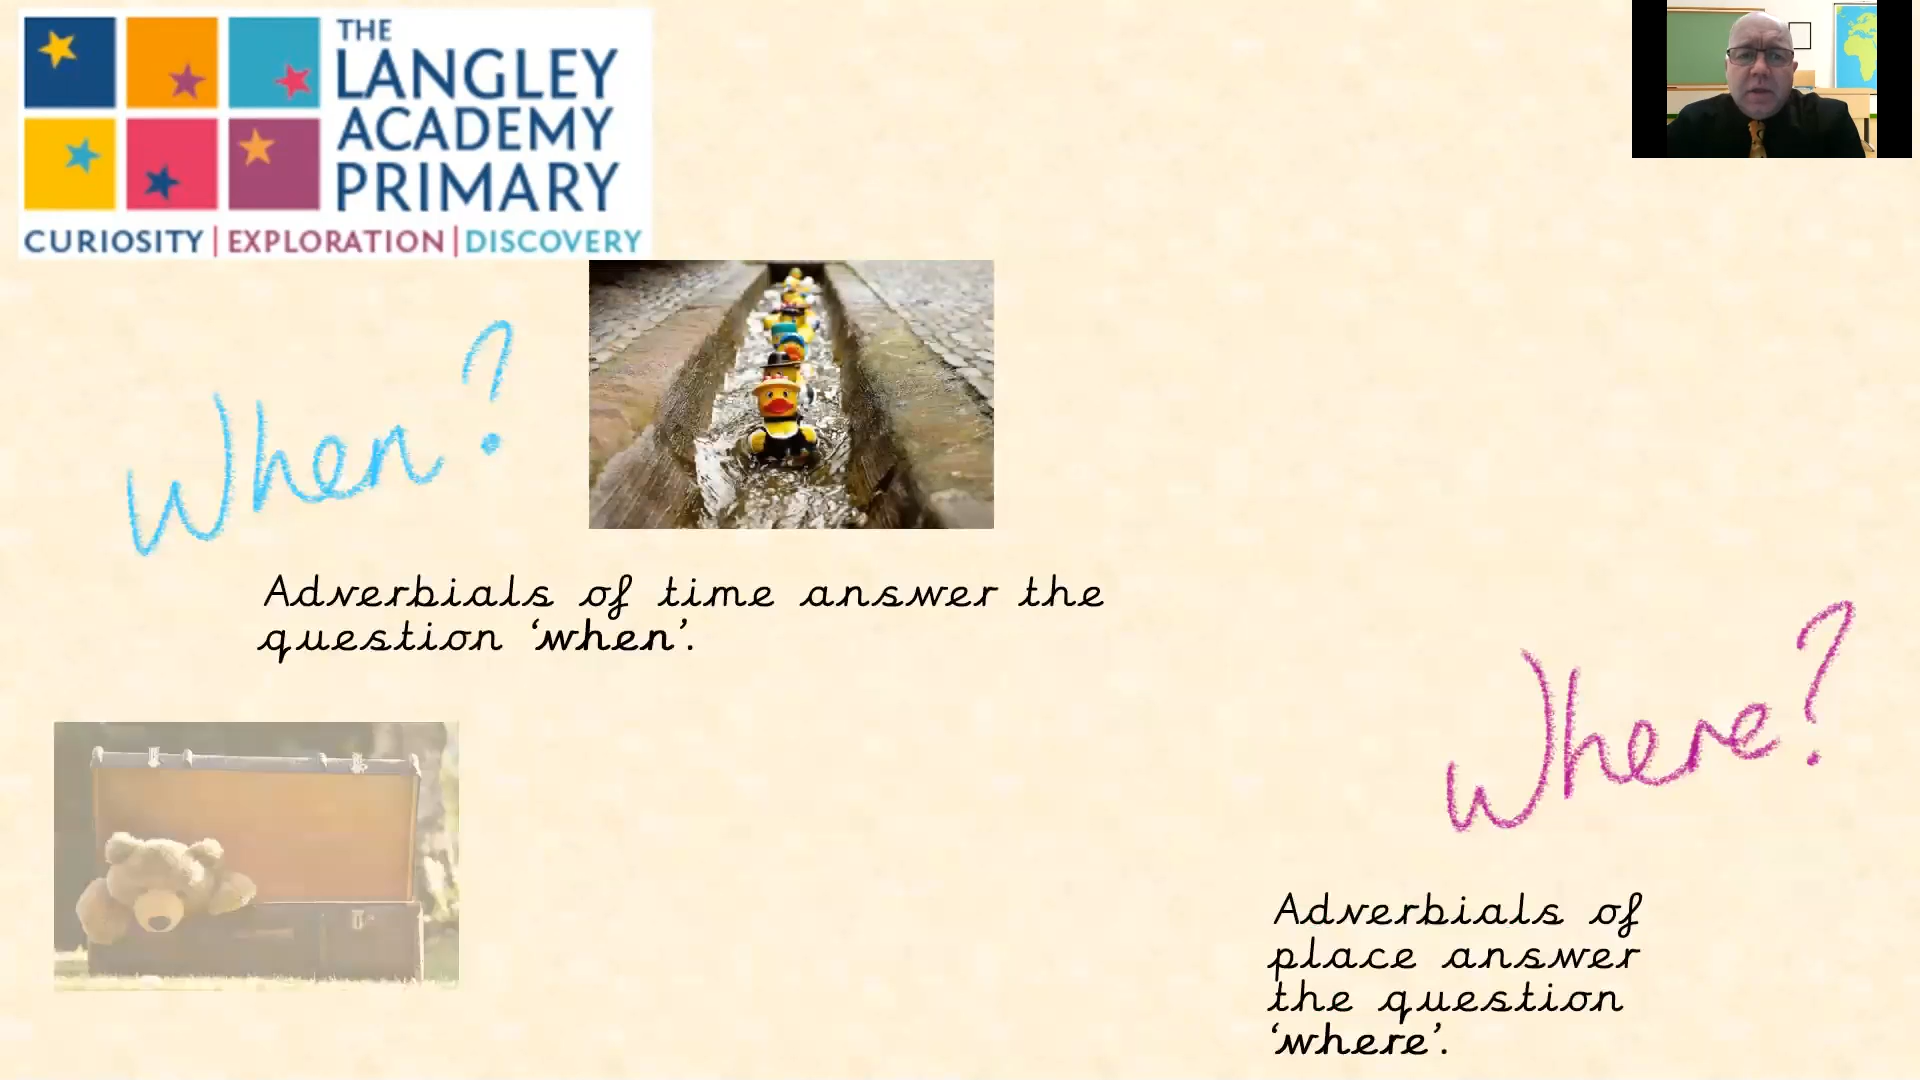 THE
LANGLEY
ACADEMY
PRIMARY
CURIOSITY | EXPLORATION | DISCOVERY
When?
Adverbials of time answer the
question ‘when’.
Where?
Adverbials of
place answer
the question
‘where’.